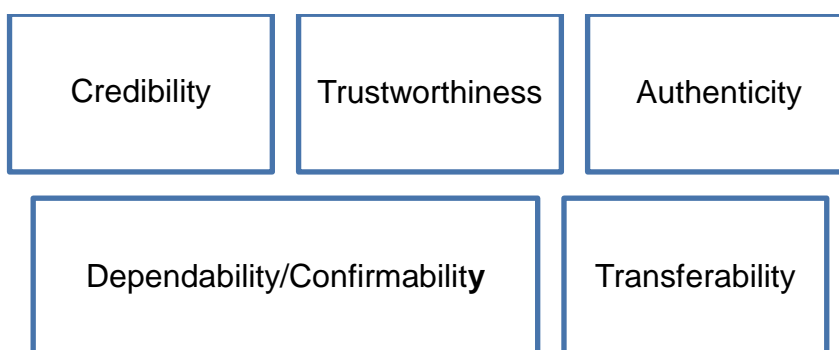 Credibility
Trustworthiness
Authenticity
Dependability/Confirmability
Transferability